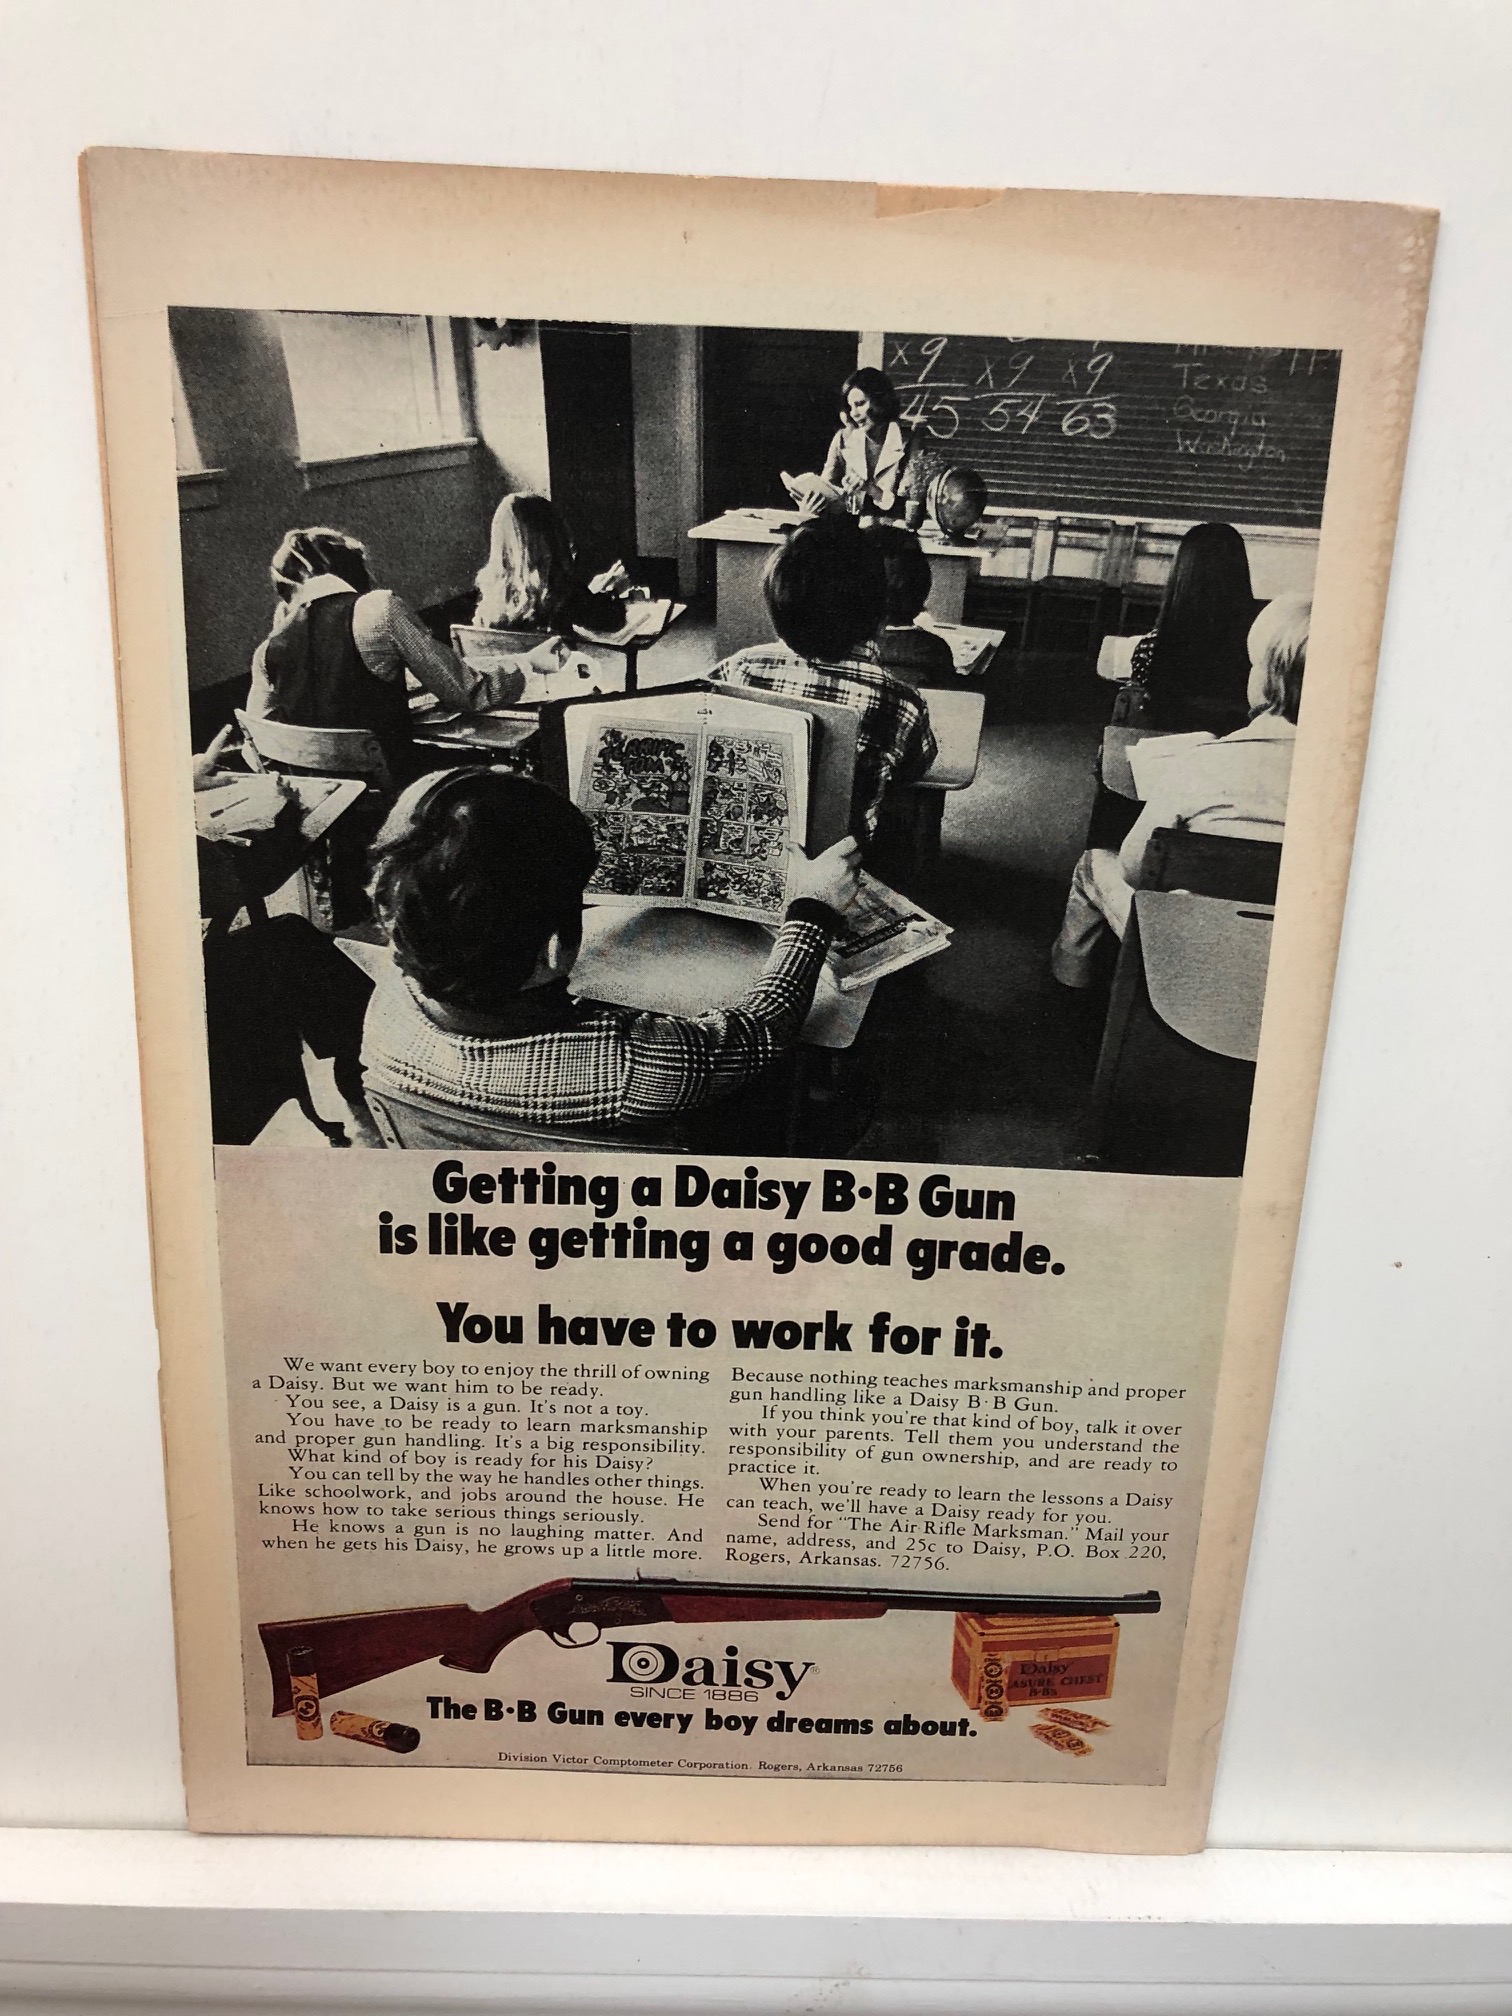 x9 x9 x9
45 54 63
Texas
Georgia
Washington
Getting a Daisy B·B Gun
is like getting a good grade.
You have to work for it.
We want every boy to enjoy the thrill of owning
a Daisy. But we want him to be ready.
You see, a Daisy is a gun. It's not a toy.
You have to be ready to learn marksmanship
and proper gun handling. It's a big responsibility.
What kind of boy is ready for his Daisy?
You can tell by the way he handles other things.
Like schoolwork, and jobs around the house. He
knows how to take serious things seriously.
He knows a gun is no laughing matter. And
when he gets his Daisy, he grows up a little more.
Because nothing teaches marksmanship and proper
gun handling like a Daisy B·B Gun.
If you think you're that kind of boy, talk it over
with your parents. Tell them you understand the
responsibility of gun ownership, and are ready to
practice it.
When you're ready to learn the lessons a Daisy
can teach, we'll have a Daisy ready for you.
Send for "The Air Rifle Marksman." Mail your
name, address, and 25c to Daisy, P.O. Box 220,
Rogers, Arkansas. 72756.
Daisy®
SINCE 1886
Daisy
ASURE CHEST
B·Bs
The B·B Gun every boy dreams about.
Division Victor Comptometer Corporation. Rogers, Arkansas 72756